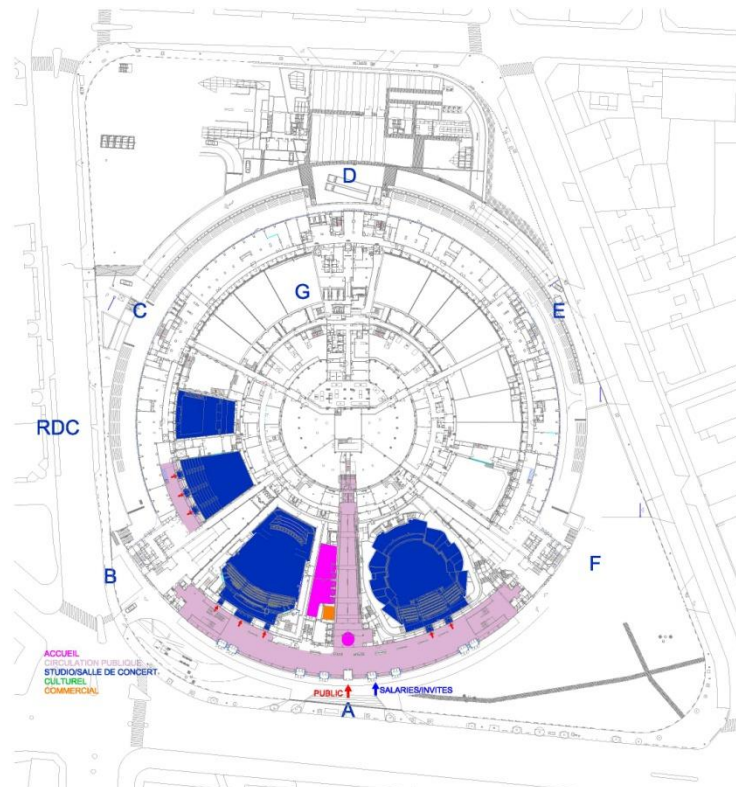 D
G
C
E
RDC
B
F
ACCUEIL
CIRCULATION PUBLIQUE
STUDIO/SALLE DE CONCERT
CULTUREL
COMMERCIAL
PUBLIC
SALARIES/INVITES
A